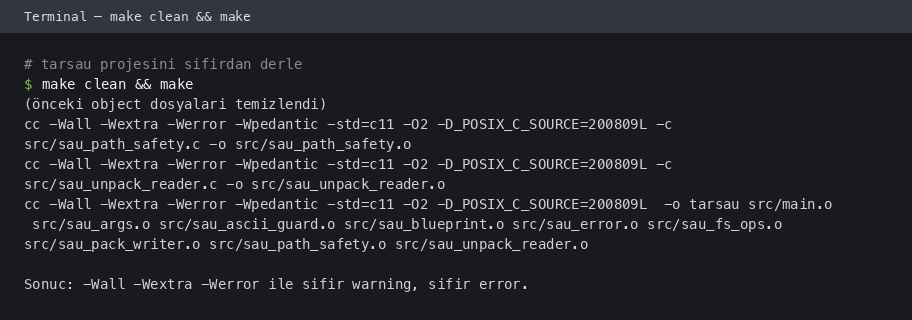 Terminal — make clean && make
# tarsau projesini sifirdan derle
$ make clean && make
(önceki object dosyalari temizlendi)
cc -Wall -Wextra -Werror -Wpedantic -std=c11 -O2 -D_POSIX_C_SOURCE=200809L -c
src/sau_path_safety.c -o src/sau_path_safety.o
cc -Wall -Wextra -Werror -Wpedantic -std=c11 -O2 -D_POSIX_C_SOURCE=200809L -c
src/sau_unpack_reader.c -o src/sau_unpack_reader.o
cc -Wall -Wextra -Werror -Wpedantic -std=c11 -O2 -D_POSIX_C_SOURCE=200809L  -o tarsau src/main.o
 src/sau_args.o src/sau_ascii_guard.o src/sau_blueprint.o src/sau_error.o src/sau_fs_ops.o
src/sau_pack_writer.o src/sau_path_safety.o src/sau_unpack_reader.o
Sonuc: -Wall -Wextra -Werror ile sifir warning, sifir error.